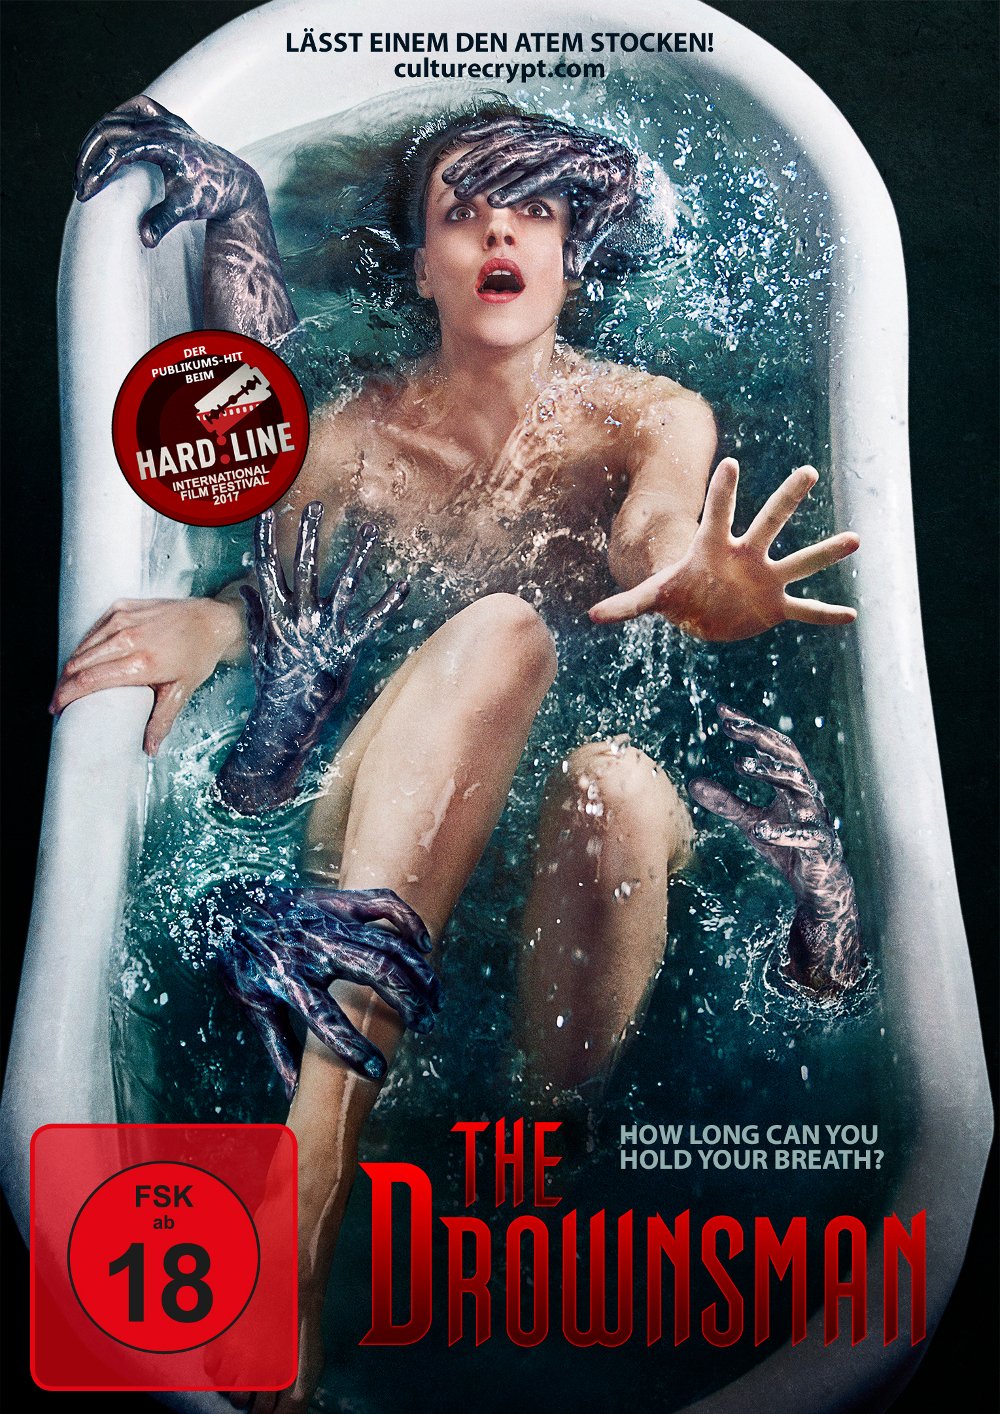 LÄSST EINEM DEN ATEM STOCKEN!
culturecrypt.com
DER
PUBLIKUMS-HIT
BEIM
HARD:LINE
INTERNATIONAL
FILM FESTIVAL
2017
HOW LONG CAN YOU
HOLD YOUR BREATH?
THE
DROWNSMAN
FSK
ab
18